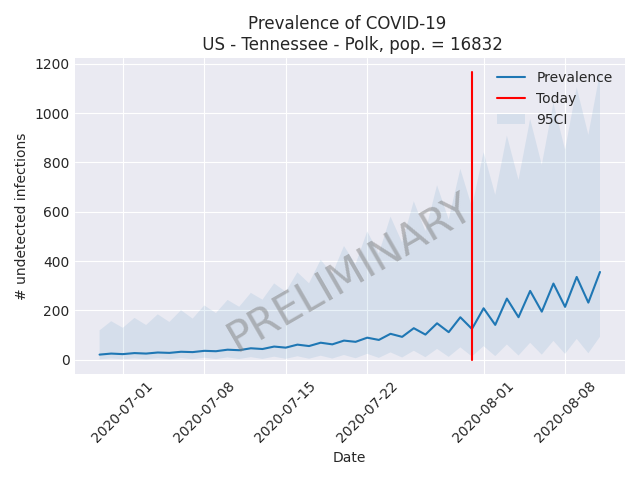 Prevalence of COVID-19
US - Tennessee - Polk, pop. = 16832
1200
1000
800
600
400
200
0
# undetected infections
Prevalence
Today
95CI
PRELIMINARY
2020-07-01
2020-07-08
2020-07-15
2020-07-22
2020-08-01
2020-08-08
Date